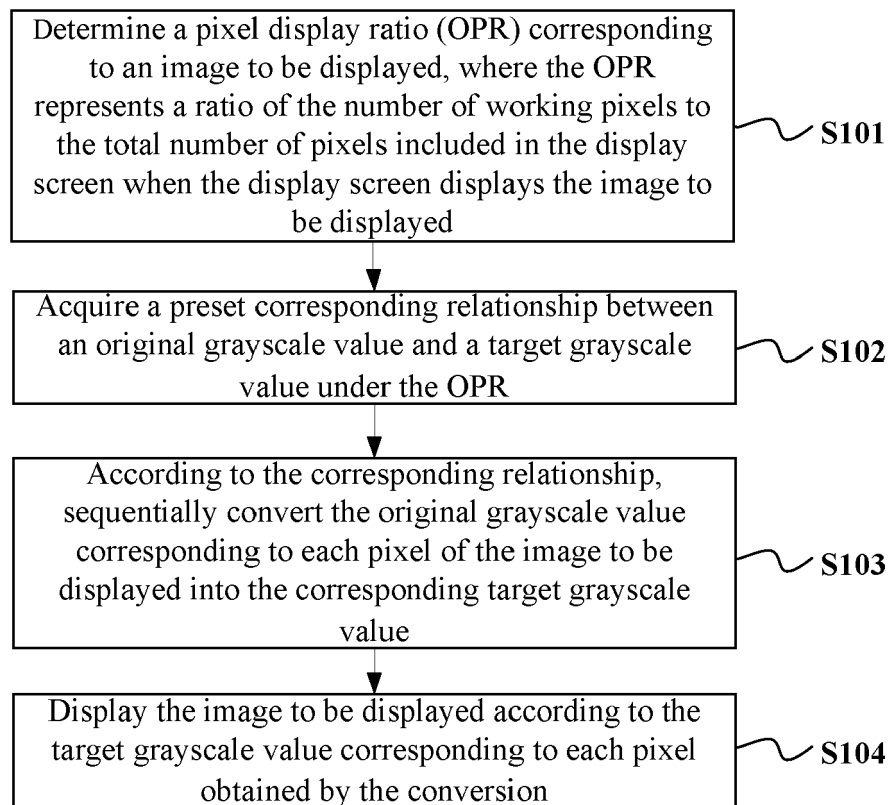 Determine a pixel display ratio (OPR) corresponding
to an image to be displayed, where the OPR
represents a ratio of the number of working pixels to
the total number of pixels included in the display
screen when the display screen displays the image to
be displayed
S101
Acquire a preset corresponding relationship between
an original grayscale value and a target grayscale
value under the OPR
S102
According to the corresponding relationship,
sequentially convert the original grayscale value
corresponding to each pixel of the image to be
displayed into the corresponding target grayscale
value
S103
Display the image to be displayed according to the
target grayscale value corresponding to each pixel
obtained by the conversion
S104